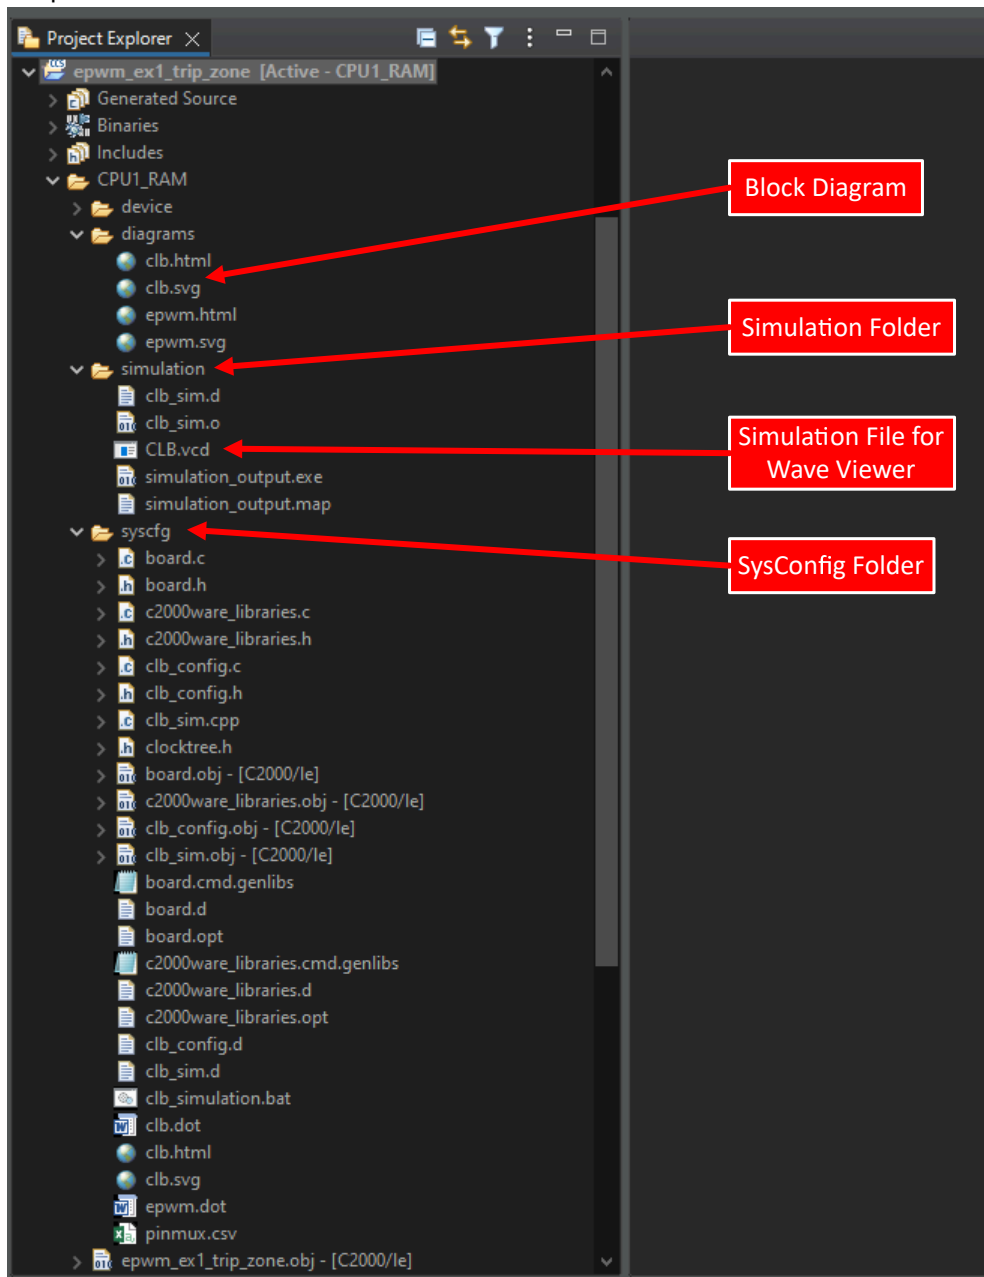 Project Explorer
epwm_ex1_trip_zone [Active - CPU1_RAM]
Generated Source
Binaries
Includes
CPU1_RAM
device
diagrams
clb.html
clb.svg
epwm.html
epwm.svg
simulation
clb_sim.d
clb_sim.o
CLB.vcd
simulation_output.exe
simulation_output.map
syscfg
board.c
board.h
c2000ware_libraries.c
c2000ware_libraries.h
clb_config.c
clb_config.h
clb_sim.cpp
clocktree.h
board.obj - [C2000/le]
c2000ware_libraries.obj - [C2000/le]
clb_config.obj - [C2000/le]
clb_sim.obj - [C2000/le]
board.cmd.genlibs
board.d
board.opt
c2000ware_libraries.cmd.genlibs
c2000ware_libraries.d
c2000ware_libraries.opt
clb_config.d
clb_sim.d
clb_simulation.bat
clb.dot
clb.html
clb.svg
epwm.dot
pinmux.csv
epwm_ex1_trip_zone.obj - [C2000/le]
Block Diagram
Simulation Folder
Simulation File for
Wave Viewer
SysConfig Folder